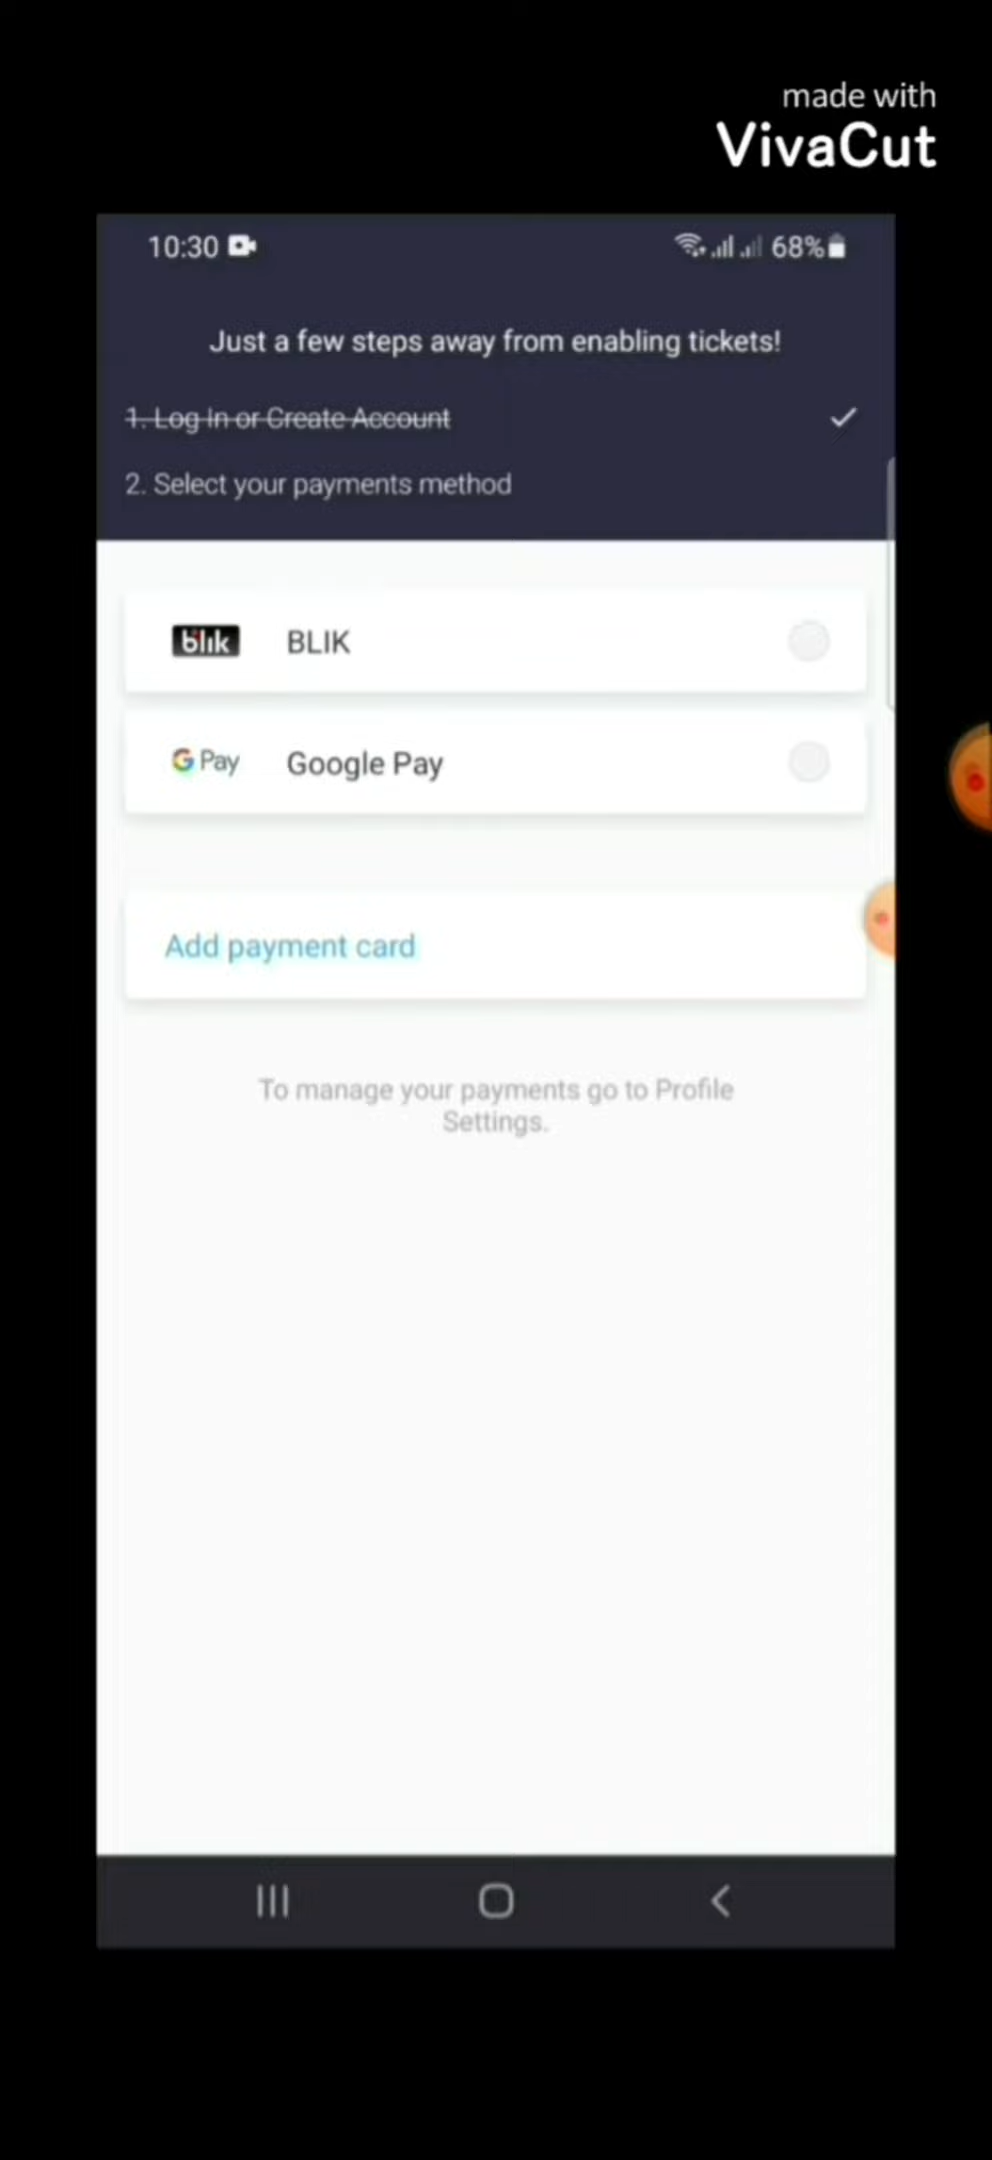 made with
VivaCut
10:30
68%
Just a few steps away from enabling tickets!
1. Log In or Create Account
2. Select your payments method
blik BLIK
G Pay Google Pay
Add payment card
To manage your payments go to Profile
Settings.